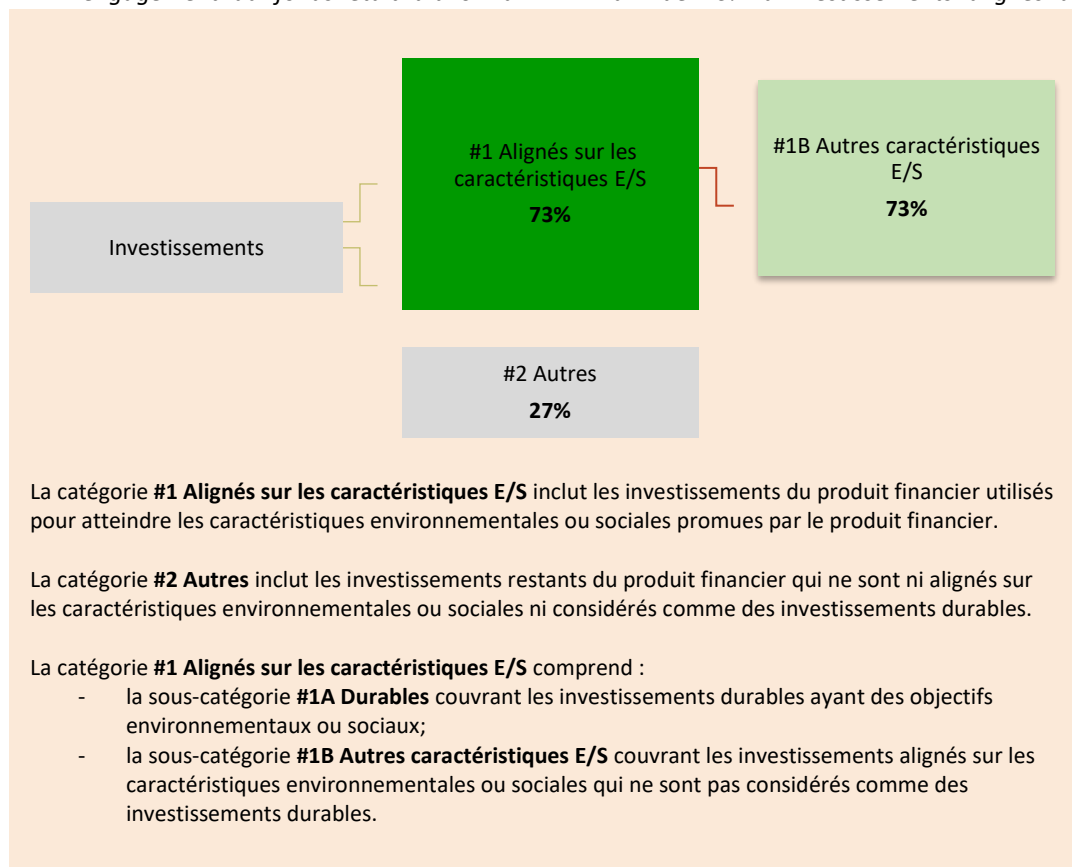 #1 Alignés sur les
caractéristiques E/S
73%
#1B Autres caractéristiques
E/S
73%
Investissements
#2 Autres
27%
La catégorie #1 Alignés sur les caractéristiques E/S inclut les investissements du produit financier utilisés
pour atteindre les caractéristiques environnementales ou sociales promues par le produit financier.
La catégorie #2 Autres inclut les investissements restants du produit financier qui ne sont ni alignés sur
les caractéristiques environnementales ou sociales ni considérés comme des investissements durables.
La catégorie #1 Alignés sur les caractéristiques E/S comprend :
- la sous-catégorie #1A Durables couvrant les investissements durables ayant des objectifs
environnementaux ou sociaux;
- la sous-catégorie #1B Autres caractéristiques E/S couvrant les investissements alignés sur les
caractéristiques environnementales ou sociales qui ne sont pas considérés comme des
investissements durables.